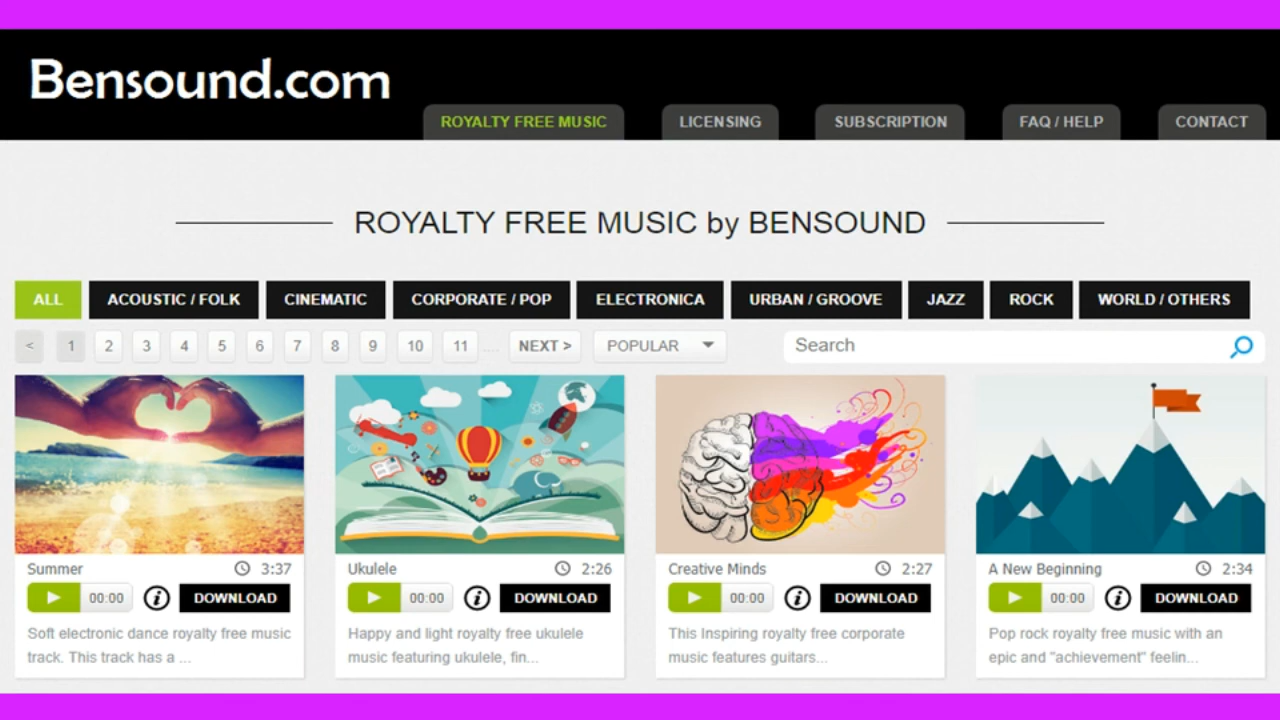 Bensound.com
ROYALTY FREE MUSIC LICENSING SUBSCRIPTION FAQ / HELP CONTACT
ROYALTY FREE MUSIC by BENSOUND
ALL ACOUSTIC / FOLK CINEMATIC CORPORATE / POP ELECTRONICA URBAN / GROOVE JAZZ ROCK WORLD / OTHERS
< 1 2 3 4 5 6 7 8 9 10 11 .... NEXT > POPULAR Search
Summer 3:37
00:00 i DOWNLOAD
Soft electronic dance royalty free music
track. This track has a ...
Ukulele 2:26
00:00 i DOWNLOAD
Happy and light royalty free ukulele
music featuring ukulele, fin...
Creative Minds 2:27
00:00 i DOWNLOAD
This Inspiring royalty free corporate
music features guitars...
A New Beginning 2:34
00:00 i DOWNLOAD
Pop rock royalty free music with an
epic and "achievement" feelin...